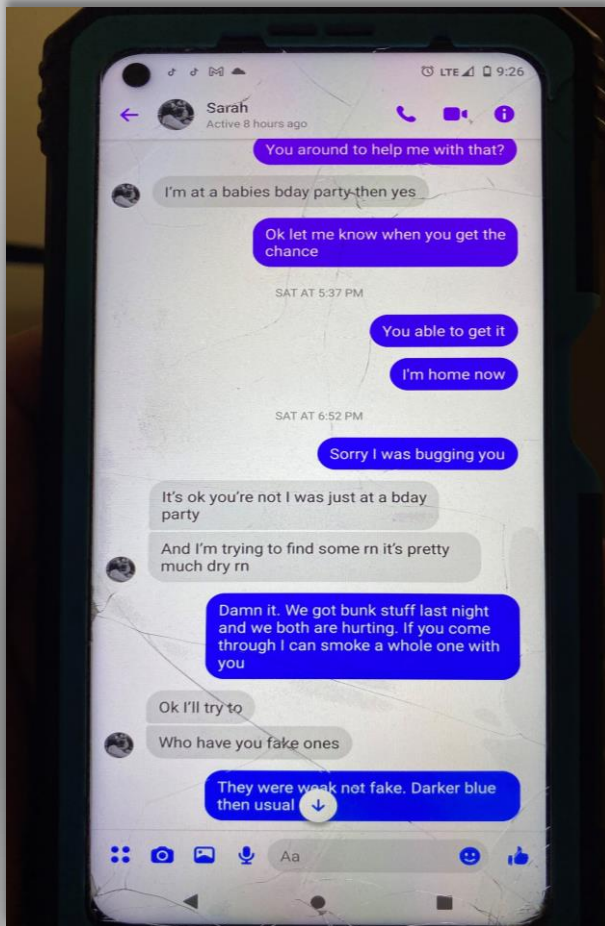 LTE 9:26
Sarah
Active 8 hours ago
You around to help me with that?
I'm at a babies bday party then yes
Ok let me know when you get the
chance
SAT AT 5:37 PM
You able to get it
I'm home now
SAT AT 6:52 PM
Sorry I was bugging you
It's ok you're not I was just at a bday
party
And I'm trying to find some rn it's pretty
much dry rn
Damn it. We got bunk stuff last night
and we both are hurting. If you come
through I can smoke a whole one with
you
Ok I'll try to
Who have you fake ones
They were weak not fake. Darker blue
then usual
Aa